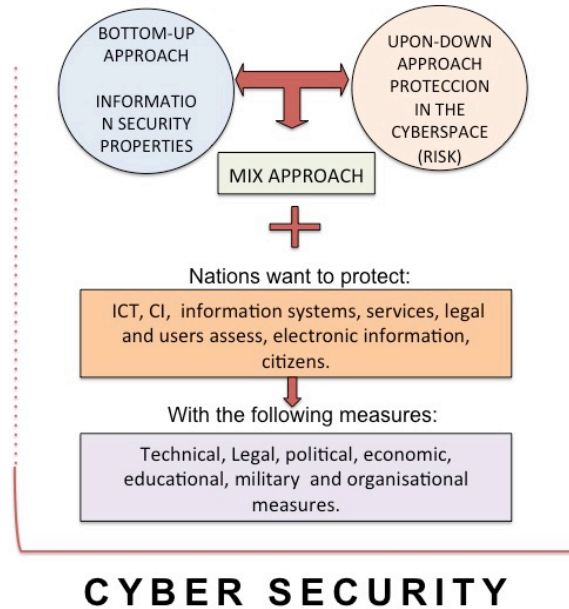 BOTTOM-UP
APPROACH
INFORMATIO
N SECURITY
PROPERTIES
UPON-DOWN
APPROACH
PROTECCION
IN THE
CYBERSPACE
(RISK)
MIX APPROACH
Nations want to protect:
ICT, CI, information systems, services, legal
and users assess, electronic information,
citizens.
With the following measures:
Technical, Legal, political, economic,
educational, military and organisational
measures.
CYBER SECURITY